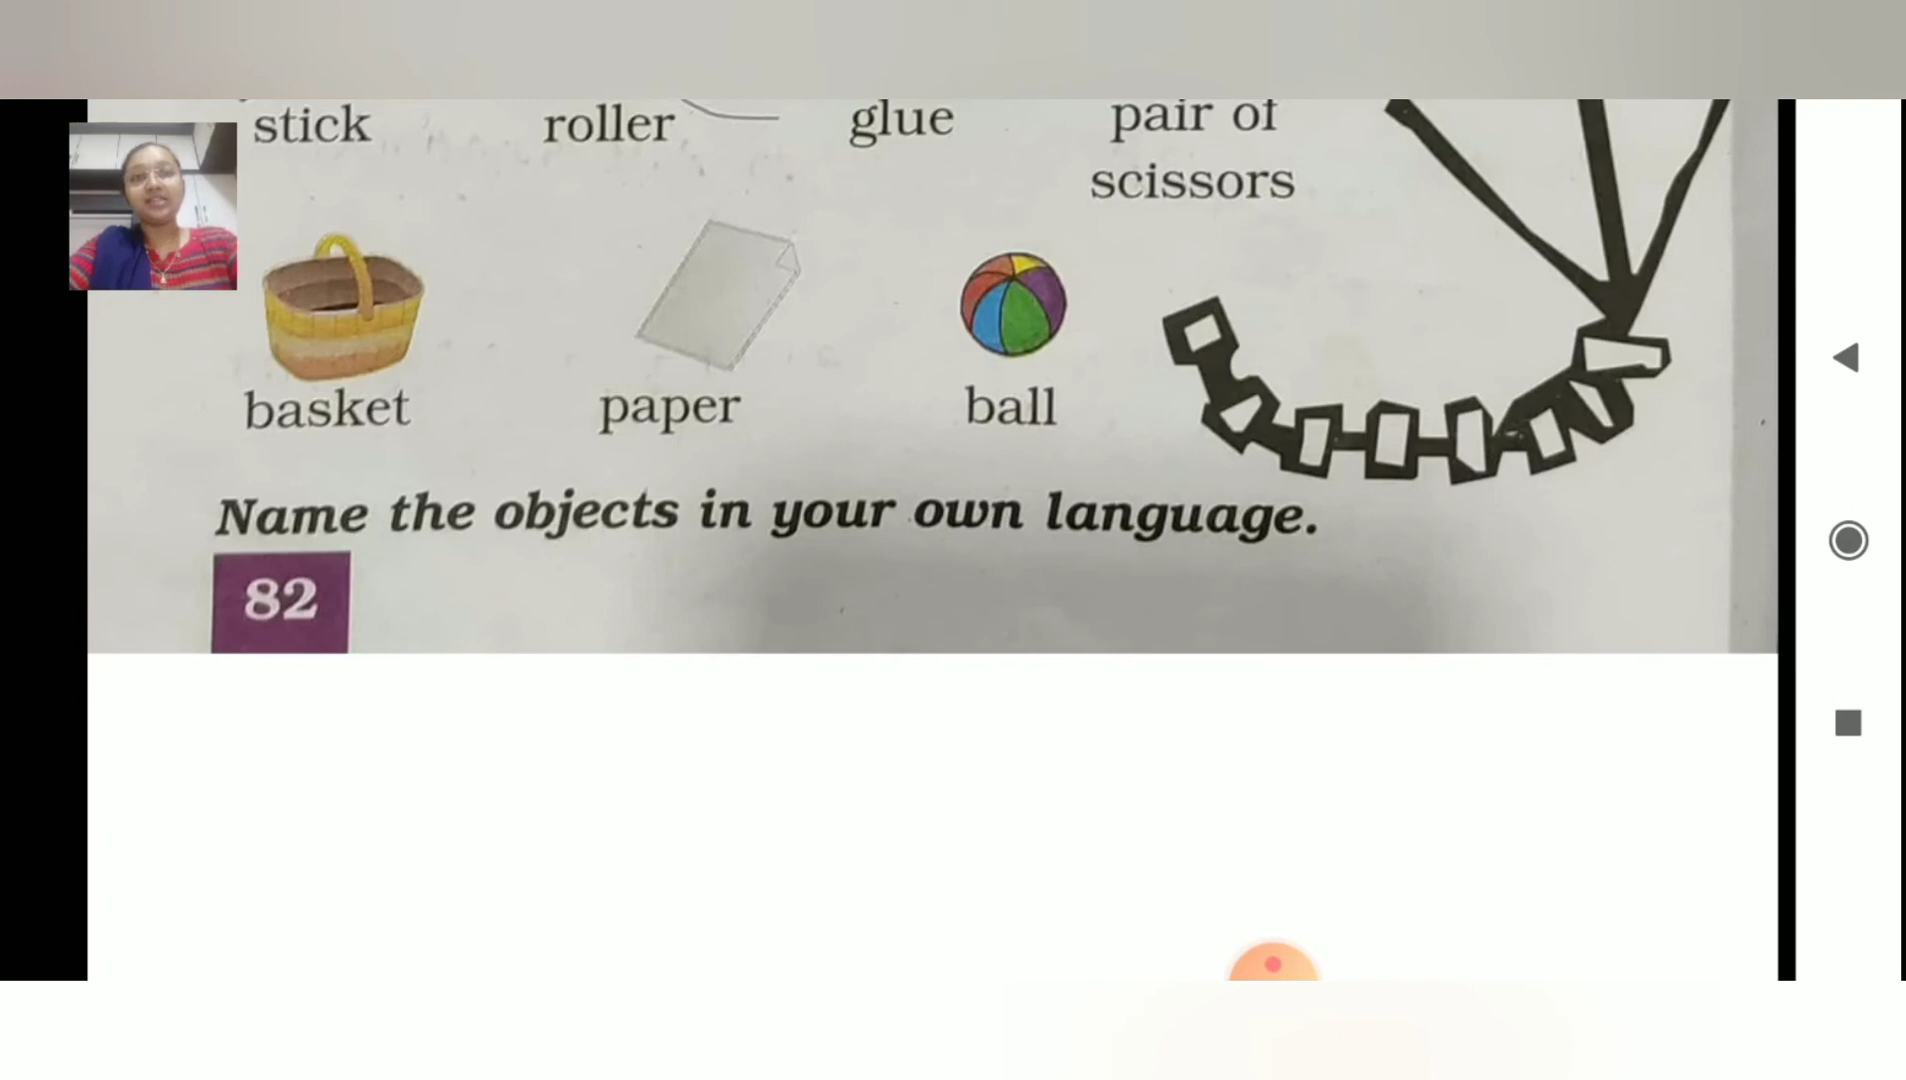 stick roller glue pair of
scissors
basket paper ball
Name the objects in your own language.
82